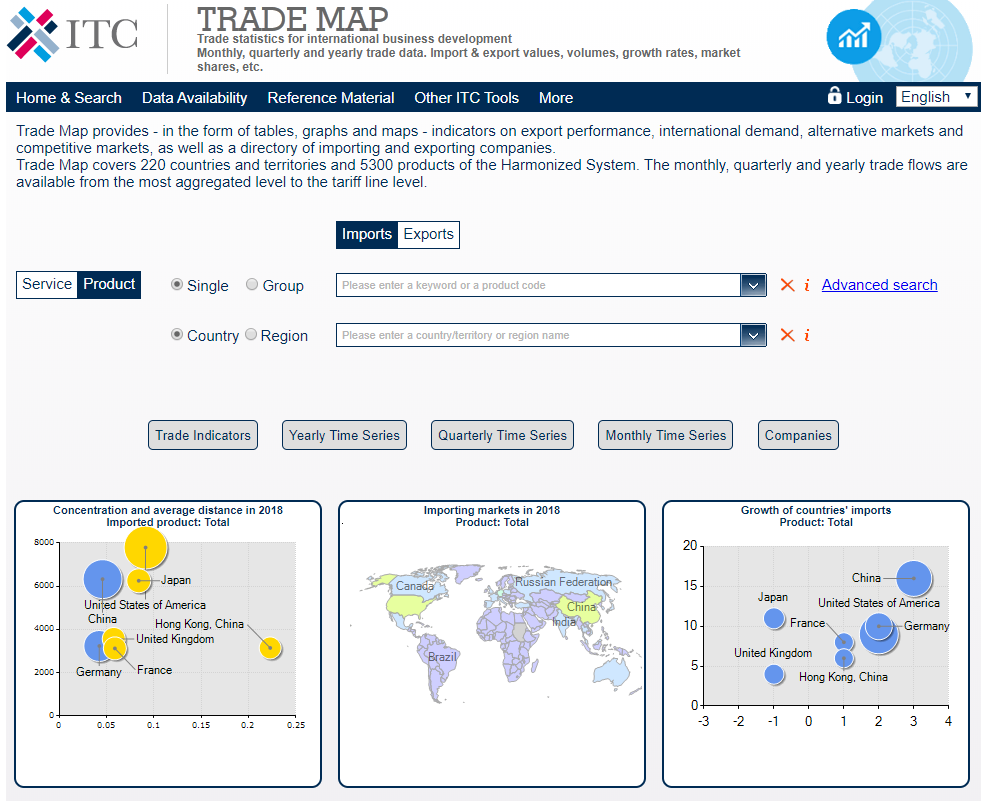 ITC
TRADE MAP
Trade statistics for international business development
Monthly, quarterly and yearly trade data. Import & export values, volumes, growth rates, market
shares, etc.
Home & Search Data Availability Reference Material Other ITC Tools More Login English
Trade Map provides - in the form of tables, graphs and maps - indicators on export performance, international demand, alternative markets and
competitive markets, as well as a directory of importing and exporting companies.
Trade Map covers 220 countries and territories and 5300 products of the Harmonized System. The monthly, quarterly and yearly trade flows are
available from the most aggregated level to the tariff line level.
Imports Exports
Service Product Single Group Please enter a keyword or a product code i Advanced search
Country Region Please enter a country/territory or region name i
Trade Indicators Yearly Time Series Quarterly Time Series Monthly Time Series Companies
Concentration and average distance in 2018
Imported product: Total
8000
6000
4000
2000
0
0 0.05 0.1 0.15 0.2 0.25
Japan
United States of America
China
Hong Kong, China
United Kingdom
France
Germany
Importing markets in 2018
Product: Total
Canada
Russian Federation
China
India
Brazil
Growth of countries' imports
Product: Total
20
15
10
5
0
-3 -2 -1 0 1 2 3 4
China
Japan
United States of America
France
Germany
United Kingdom
Hong Kong, China